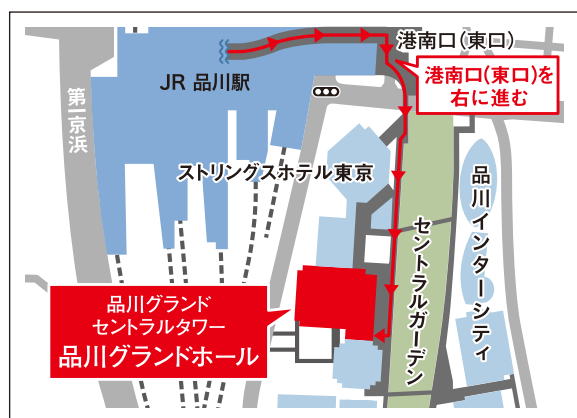 港南口(東口)
JR 品川駅
港南口(東口)を
右に進む
第一京浜
ストリングスホテル東京
品川インターシティ
セントラルガーデン
品川グランド
セントラルタワー
品川グランドホール